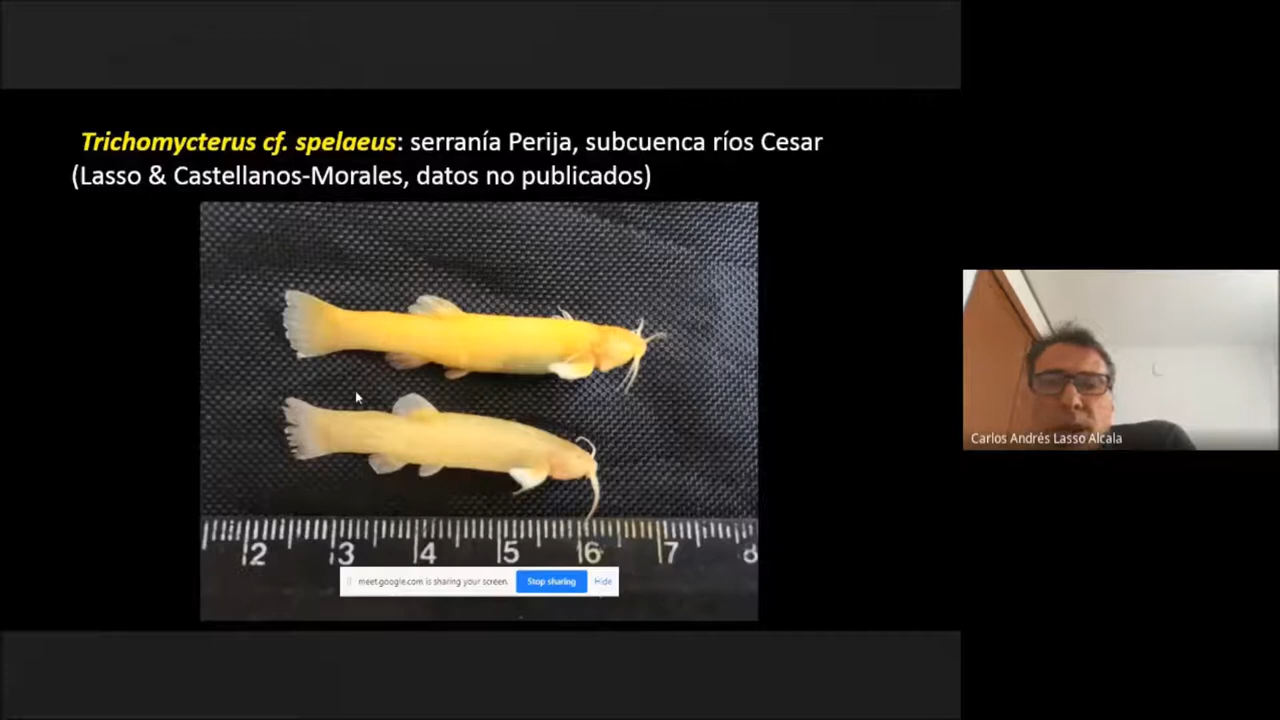 Trichomycterus cf. spelaeus: serranía Perija, subcuenca ríos Cesar
(Lasso & Castellanos-Morales, datos no publicados)
2 3 4 5 6 7 8
meet.google.com is sharing your screen. Stop sharing Hide
Carlos Andrés Lasso Alcala